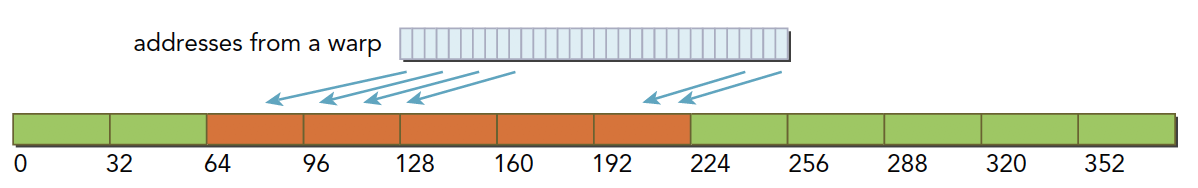 addresses from a warp
0 32 64 96 128 160 192 224 256 288 320 352